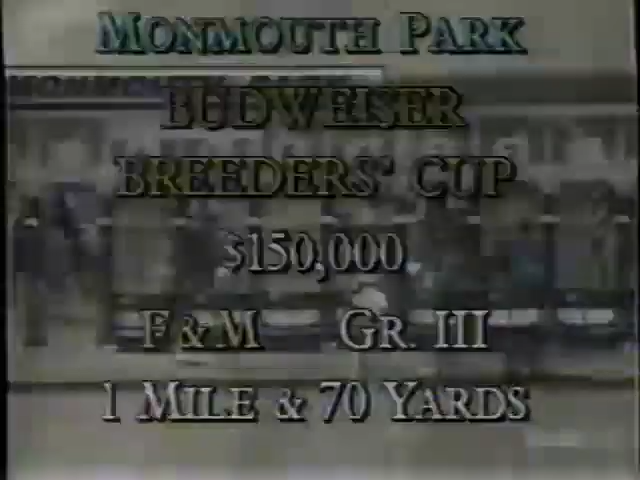 MONMOUTH PARK
BUDWEISER
BREEDERS' CUP
$150,000
F & M GR. III
1 MILE & 70 YARDS